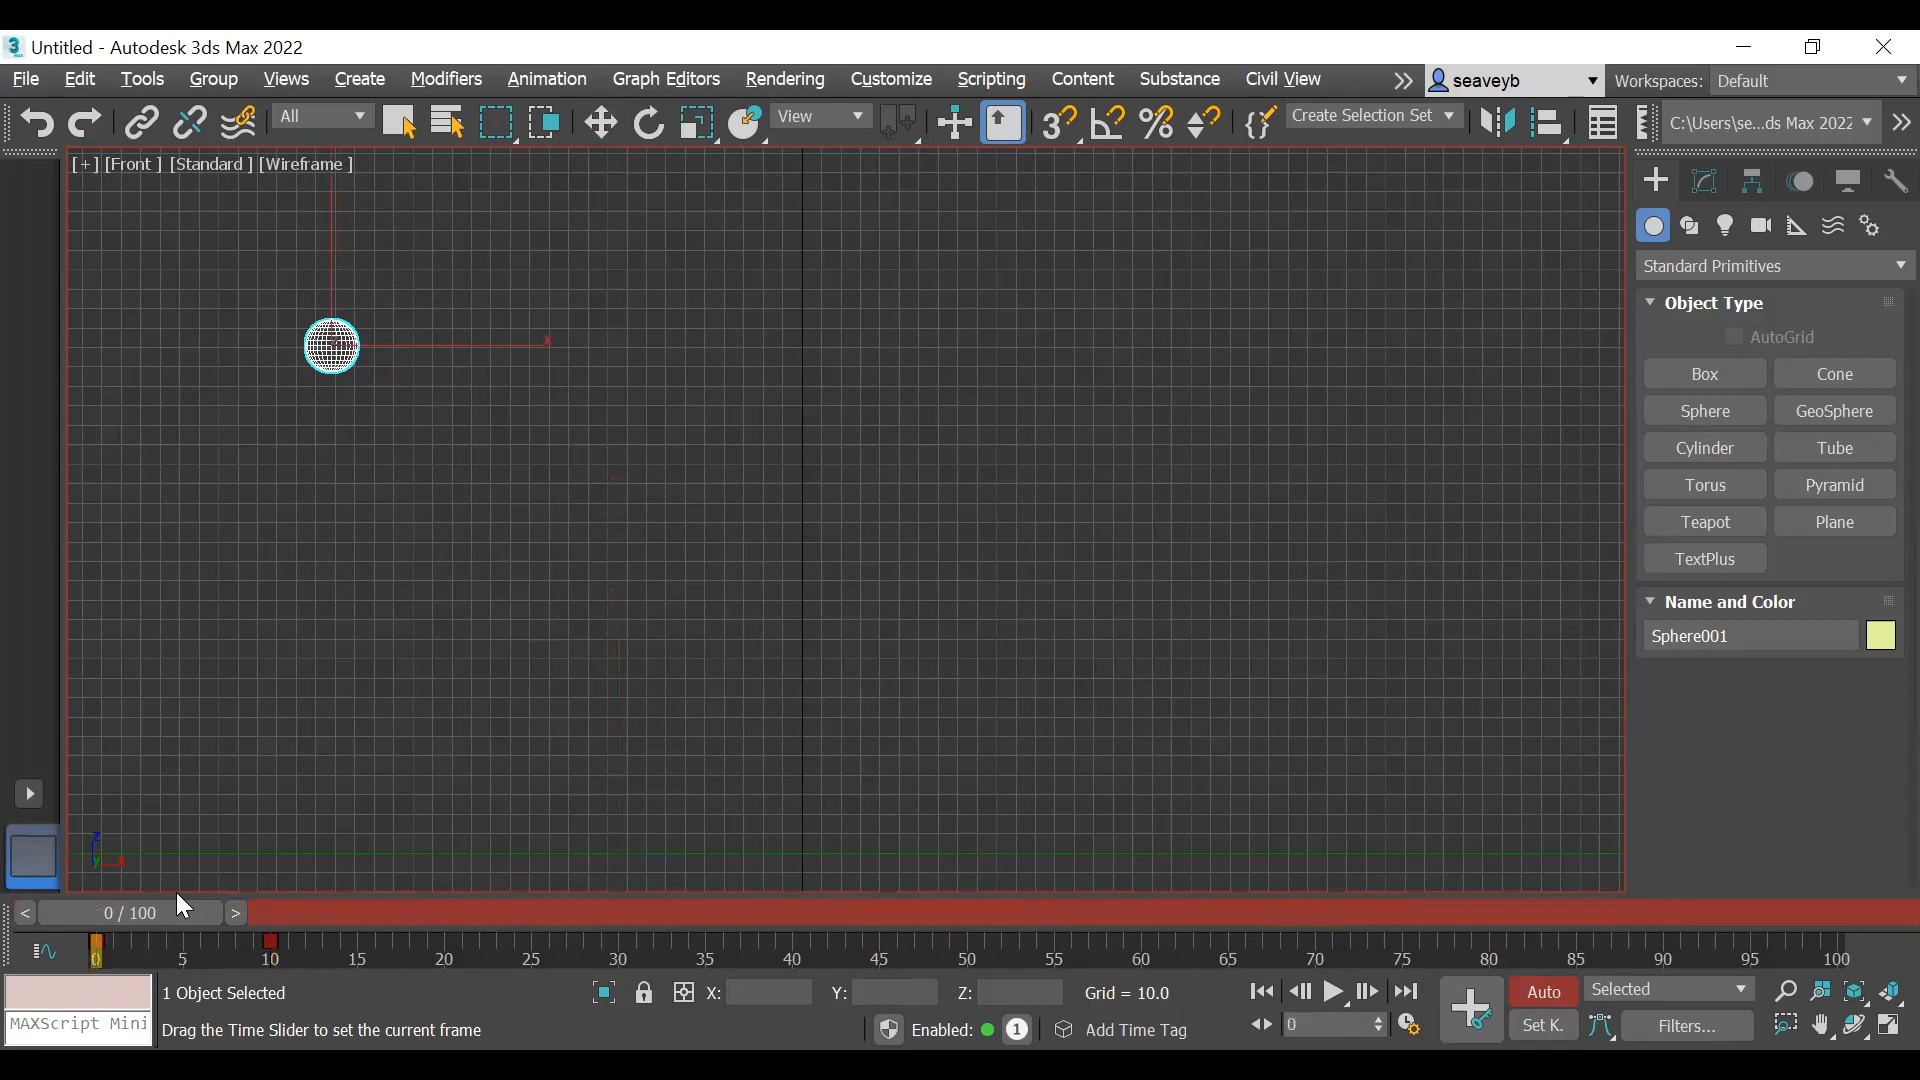 Untitled - Autodesk 3ds Max 2022
File Edit Tools Group Views Create Modifiers Animation Graph Editors Rendering Customize Scripting Content Substance Civil View seaveyb Workspaces: Default
All View Create Selection Set C:\Users\se...ds Max 2022
[+] [Front ] [Standard ] [Wireframe ]
Standard Primitives
Object Type
AutoGrid
Box Cone
Sphere GeoSphere
Cylinder Tube
Torus Pyramid
Teapot Plane
TextPlus
Name and Color
Sphere001
x
z
y x
< 0 / 100 >
0 5 10 15 20 25 30 35 40 45 50 55 60 65 70 75 80 85 90 95 100
1 Object Selected X: Y: Z: Grid = 10.0 Auto Selected
MAXScript Mini Drag the Time Slider to set the current frame Enabled: 1 Add Time Tag 0 Set K. Filters...